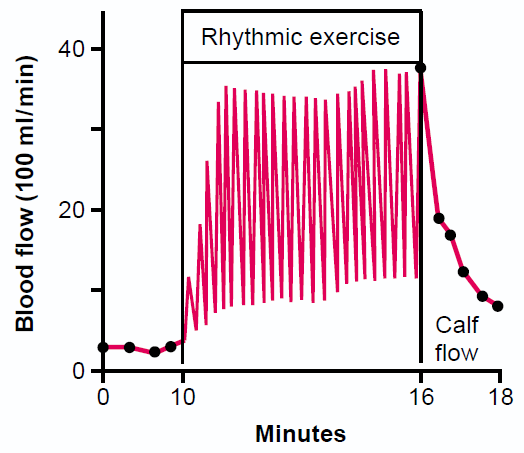 Rhythmic exercise
40
20
0
Blood flow (100 ml/min)
Calf
flow
0 10 16 18
Minutes